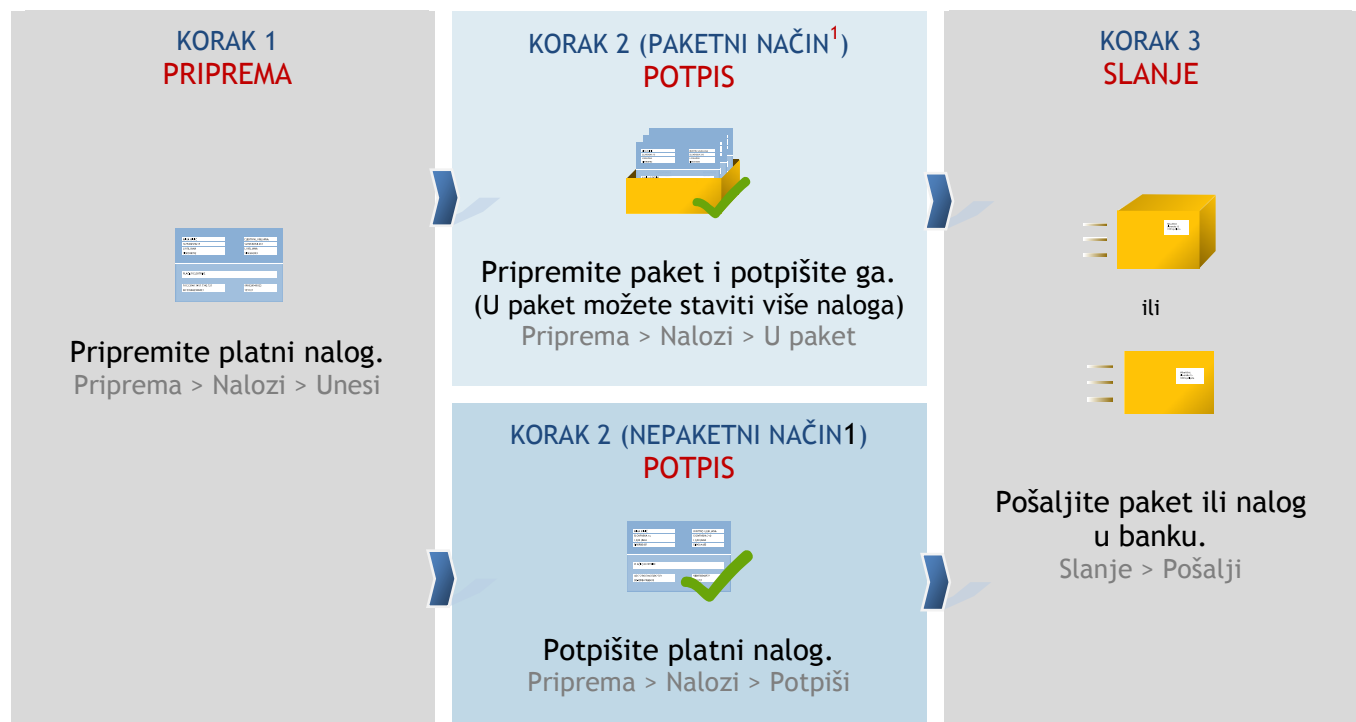 KORAK 1
PRIPREMA
Pripremite platni nalog.
Priprema > Nalozi > Unesi
KORAK 2 (PAKETNI NAČIN1)
POTPIS
Pripremite paket i potpišite ga.
(U paket možete staviti više naloga)
Priprema > Nalozi > U paket
KORAK 2 (NEPAKETNI NAČIN1)
POTPIS
Potpišite platni nalog.
Priprema > Nalozi > Potpiši
KORAK 3
SLANJE
ili
Pošaljite paket ili nalog
u banku.
Slanje > Pošalji